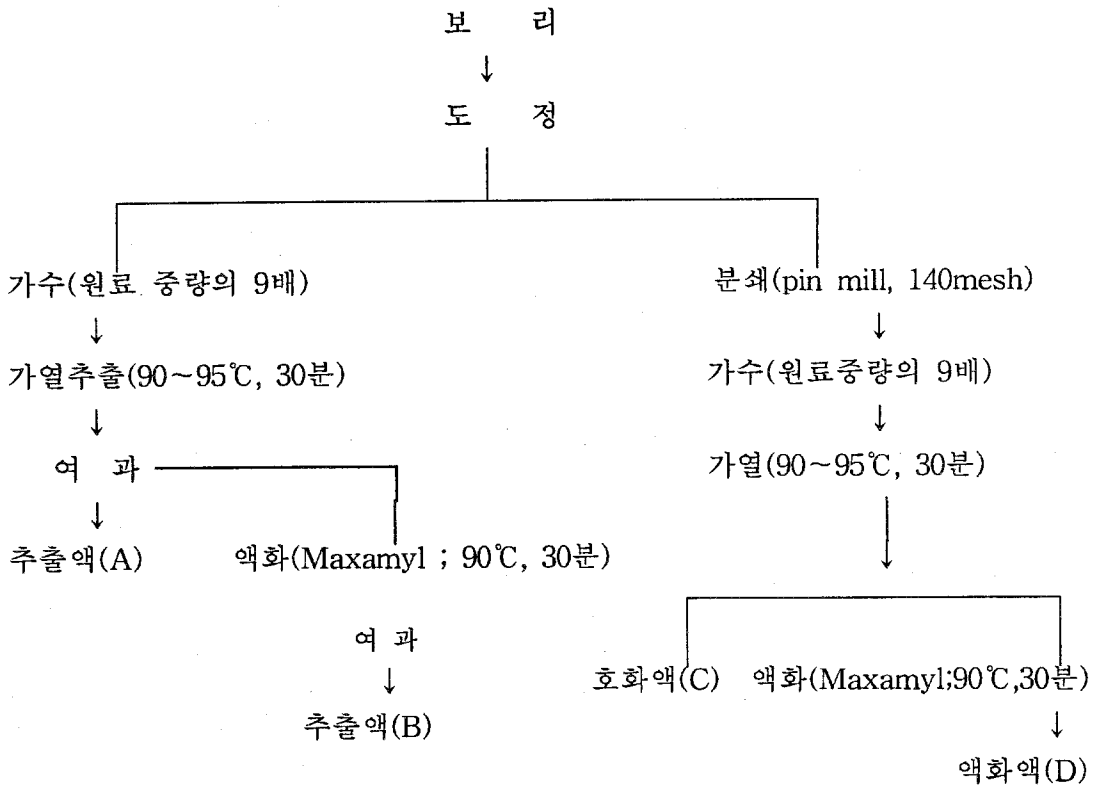 보 리
↓
도 정
가수(원료 중량의 9배)
분쇄(pin mill, 140mesh)
↓
↓
가열추출(90~95℃, 30분)
가수(원료중량의 9배)
↓
↓
여 과
가열(90~95℃, 30분)
↓
추출액(A)
액화(Maxamyl ; 90℃, 30분)
여 과
호화액(C)
액화(Maxamyl;90℃,30분)
↓
↓
추출액(B)
액화액(D)